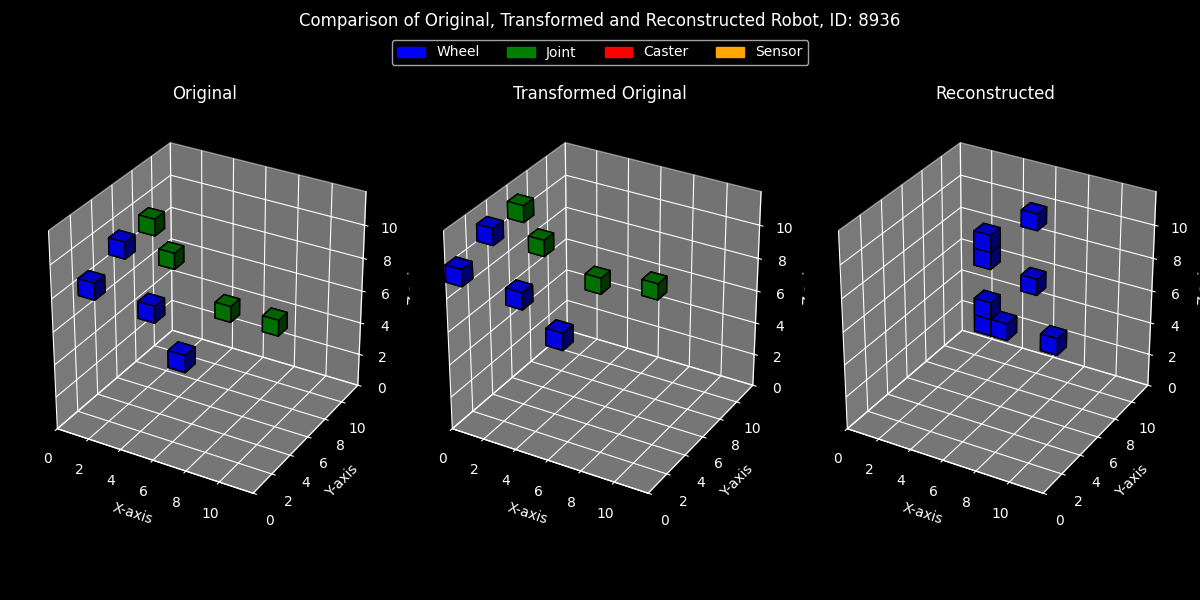 Comparison of Original, Transformed and Reconstructed Robot, ID: 8936
Wheel Joint Caster Sensor
Original Transformed Original Reconstructed
10 10 10
8 8 8
6 6 6
4 4 4
2 2 2
0 0 0
0 2 4 6 8 10 0 2 4 6 8 10 0 2 4 6 8 10
0 2 4 6 8 10 0 2 4 6 8 10 0 2 4 6 8 10
X-axis Y-axis X-axis Y-axis X-axis Y-axis